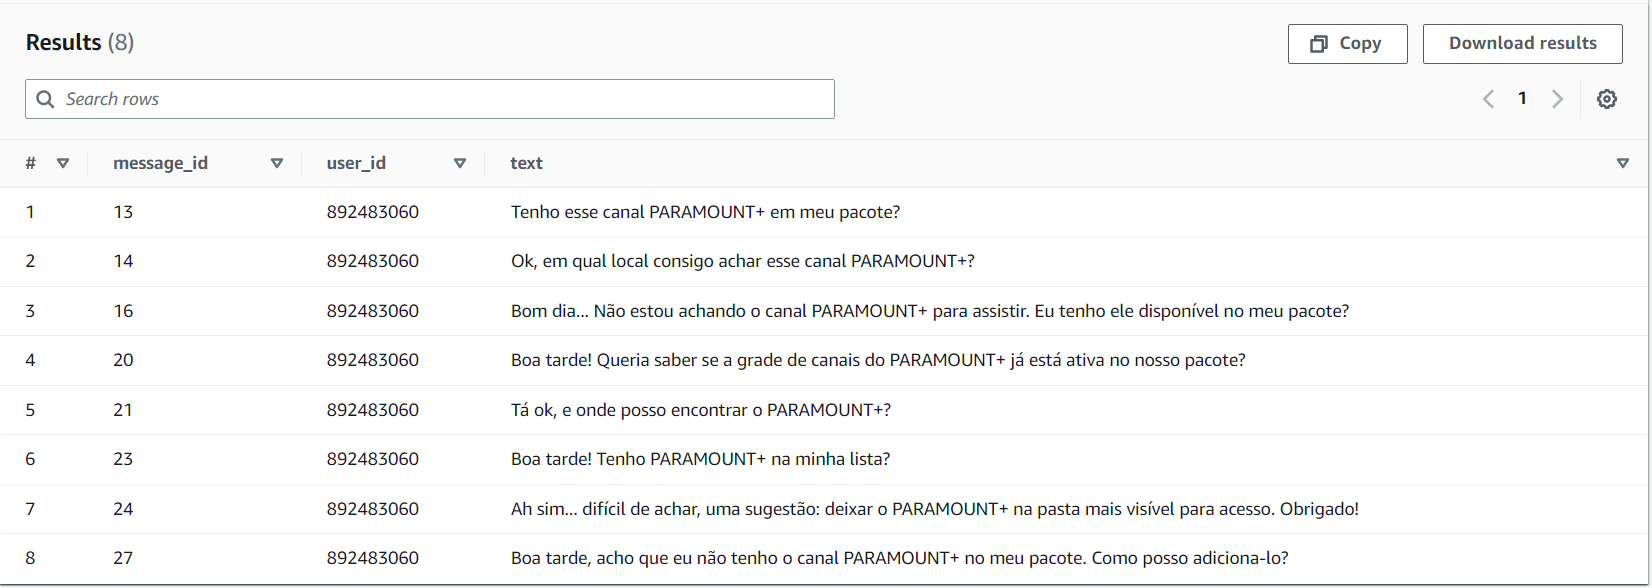 Results (8)
Copy
Download results
Search rows
1
# message_id user_id text
1 13 892483060 Tenho esse canal PARAMOUNT+ em meu pacote?
2 14 892483060 Ok, em qual local consigo achar esse canal PARAMOUNT+?
3 16 892483060 Bom dia... Não estou achando o canal PARAMOUNT+ para assistir. Eu tenho ele disponível no meu pacote?
4 20 892483060 Boa tarde! Queria saber se a grade de canais do PARAMOUNT+ já está ativa no nosso pacote?
5 21 892483060 Tá ok, e onde posso encontrar o PARAMOUNT+?
6 23 892483060 Boa tarde! Tenho PARAMOUNT+ na minha lista?
7 24 892483060 Ah sim... difícil de achar, uma sugestão: deixar o PARAMOUNT+ na pasta mais visível para acesso. Obrigado!
8 27 892483060 Boa tarde, acho que eu não tenho o canal PARAMOUNT+ no meu pacote. Como posso adiciona-lo?